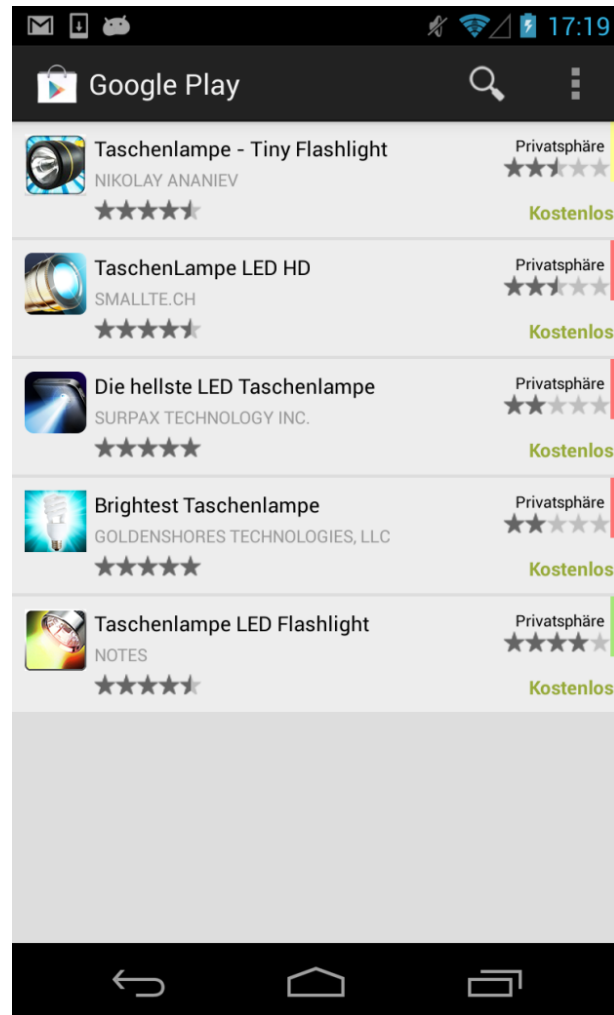 17:19
Google Play
Taschenlampe - Tiny Flashlight
Privatsphäre
NIKOLAY ANANIEV
Kostenlos
TaschenLampe LED HD
Privatsphäre
SMALLTE.CH
Kostenlos
Die hellste LED Taschenlampe
Privatsphäre
SURPAX TECHNOLOGY INC.
Kostenlos
Brightest Taschenlampe
Privatsphäre
GOLDENSHORES TECHNOLOGIES, LLC
Kostenlos
Taschenlampe LED Flashlight
Privatsphäre
NOTES
Kostenlos